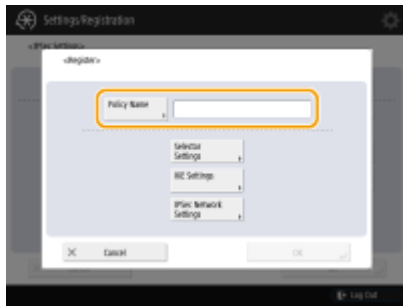 Settings/Registration
<IPSec Settings>
<Register>
Policy Name
Selector
Settings
IKE Settings
IPSec Network
Settings
Cancel
OK
Log Out